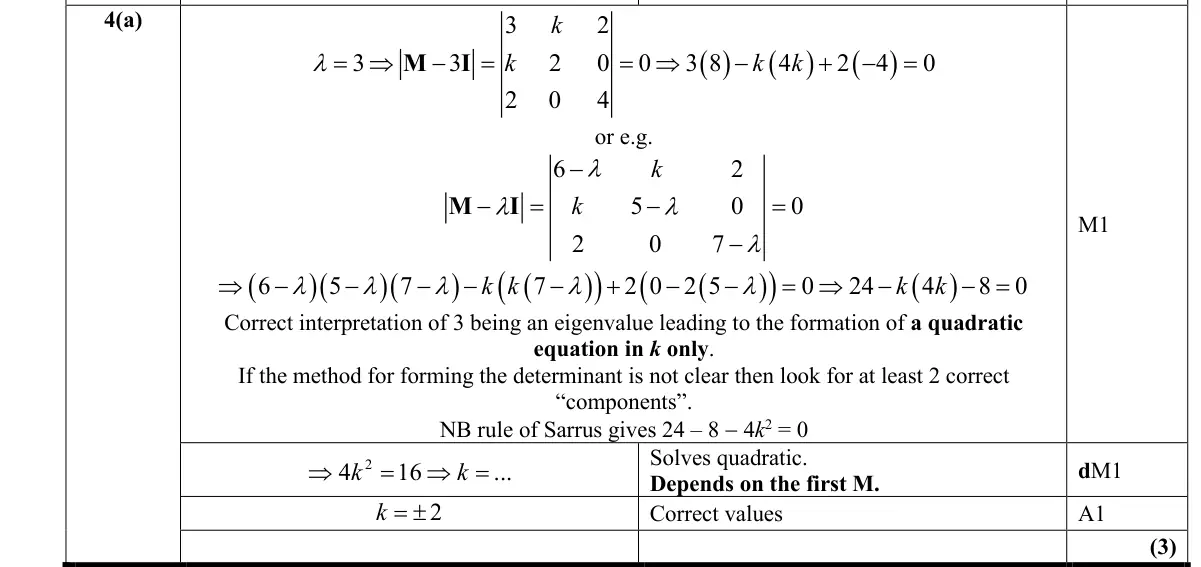 4(a)
λ = 3 ⇒ |M − 3I| = |3 k 2; k 2 0; 2 0 4| = 0 ⇒ 3(8) − k(4k) + 2(−4) = 0
or e.g.
|M − λI| = |6 − λ k 2; k 5 − λ 0; 2 0 7 − λ| = 0
M1
⇒ (6 − λ)(5 − λ)(7 − λ) − k(k(7 − λ)) + 2(0 − 2(5 − λ)) = 0 ⇒ 24 − k(4k) − 8 = 0
Correct interpretation of 3 being an eigenvalue leading to the formation of a quadratic
equation in k only.
If the method for forming the determinant is not clear then look for at least 2 correct
“components”.
NB rule of Sarrus gives 24 – 8 − 4k² = 0
⇒ 4k² = 16 ⇒ k = ...
Solves quadratic.
Depends on the first M.
dM1
k = ± 2
Correct values
A1
(3)